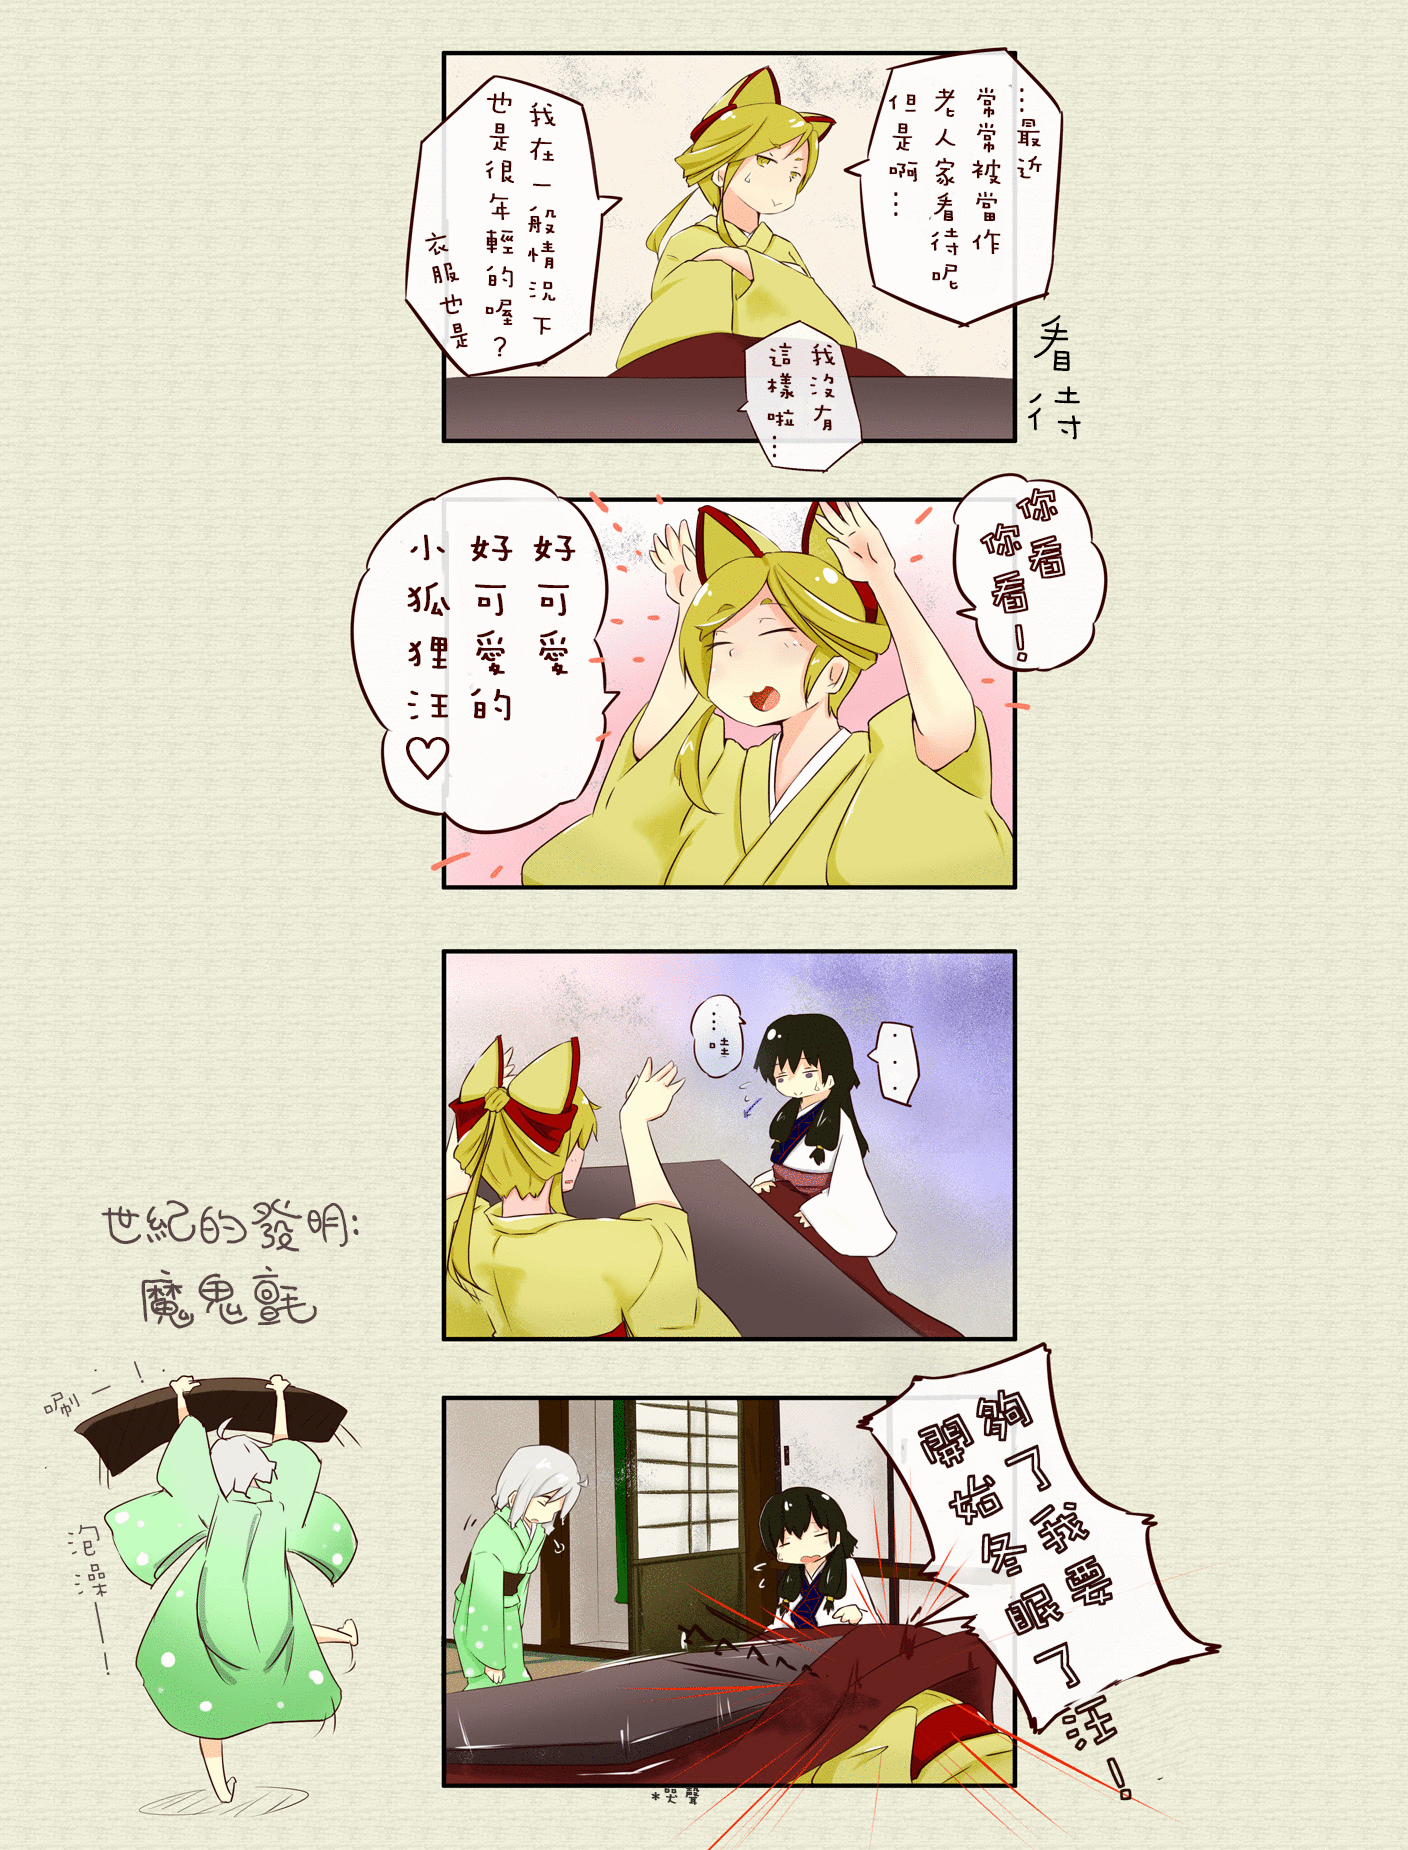 看待
…最近
常常被當作
老人家看待呢
但是啊…
我在一般情況下
也是很年輕的喔？
衣服也是
我沒有
這樣啦…
你看
你看！
好可愛
好可愛的
小狐狸汪♡
…
…哇
夠了我要
開始冬眠了汪！
*哭聲
世紀的發明：
魔鬼氈
唰—！
泡澡——！